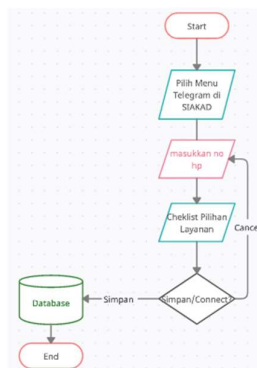 Start
Pilih Menu
Telegram di
SIAKAD
masukkan no
hp
Cheklist Pilihan
Layanan
Cance
Simpan/Connect?
Simpan
Database
End